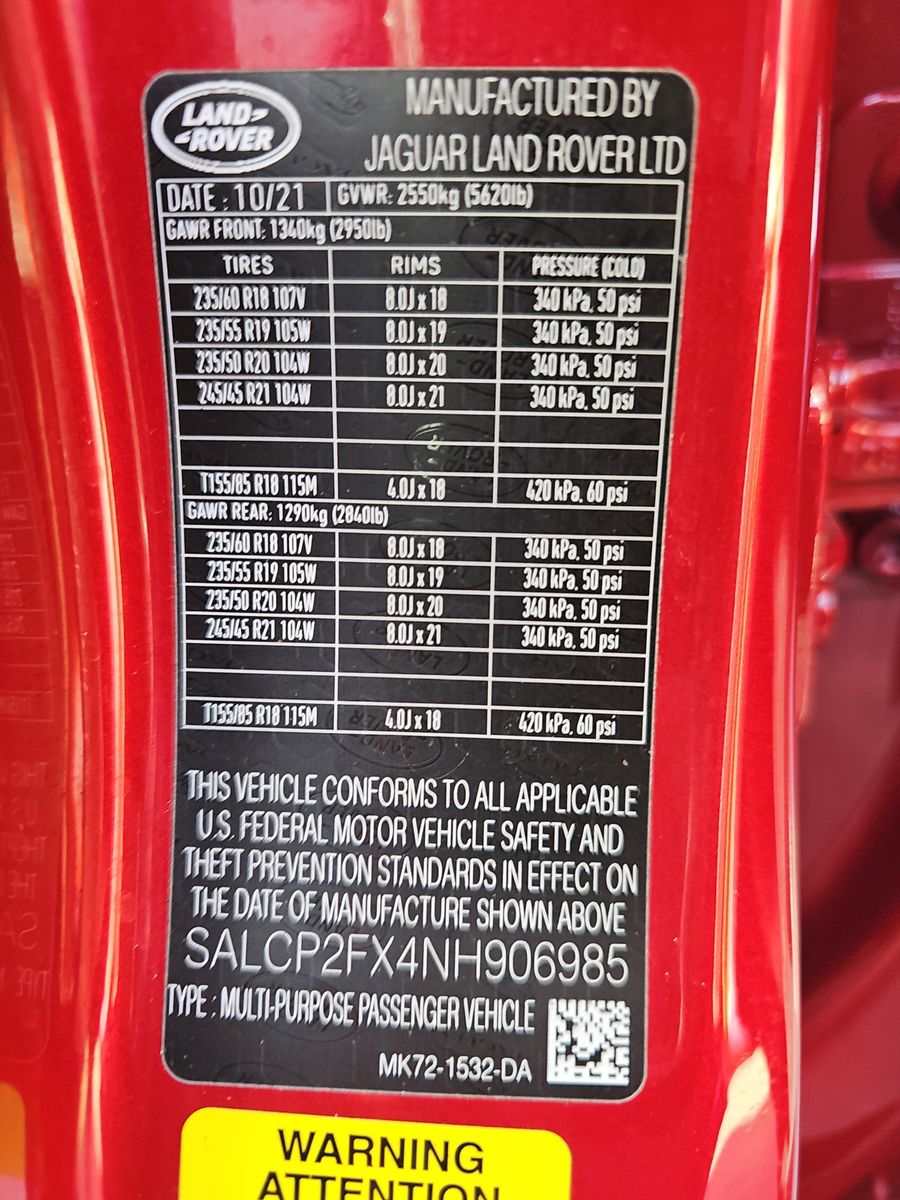 LAND
ROVER
MANUFACTURED BY
JAGUAR LAND ROVER LTD
DATE : 10/21 GVWR: 2550kg (5620lb)
GAWR FRONT: 1340kg (2950lb)
TIRES RIMS PRESSURE (COLD)
235/60 R18 107V 8.0J x 18 340 kPa, 50 psi
235/55 R19 105W 8.0J x 19 340 kPa, 50 psi
235/50 R20 104W 8.0J x 20 340 kPa, 50 psi
245/45 R21 104W 8.0J x 21 340 kPa, 50 psi
T155/85 R18 115M 4.0J x 18 420 kPa, 60 psi
GAWR REAR: 1290kg (2840lb)
235/60 R18 107V 8.0J x 18 340 kPa, 50 psi
235/55 R19 105W 8.0J x 19 340 kPa, 50 psi
235/50 R20 104W 8.0J x 20 340 kPa, 50 psi
245/45 R21 104W 8.0J x 21 340 kPa, 50 psi
T155/85 R18 115M 4.0J x 18 420 kPa, 60 psi
THIS VEHICLE CONFORMS TO ALL APPLICABLE
U.S. FEDERAL MOTOR VEHICLE SAFETY AND
THEFT PREVENTION STANDARDS IN EFFECT ON
THE DATE OF MANUFACTURE SHOWN ABOVE
SALCP2FX4NH906985
TYPE : MULTI-PURPOSE PASSENGER VEHICLE
MK72-1532-DA
WARNING
ATTENTION